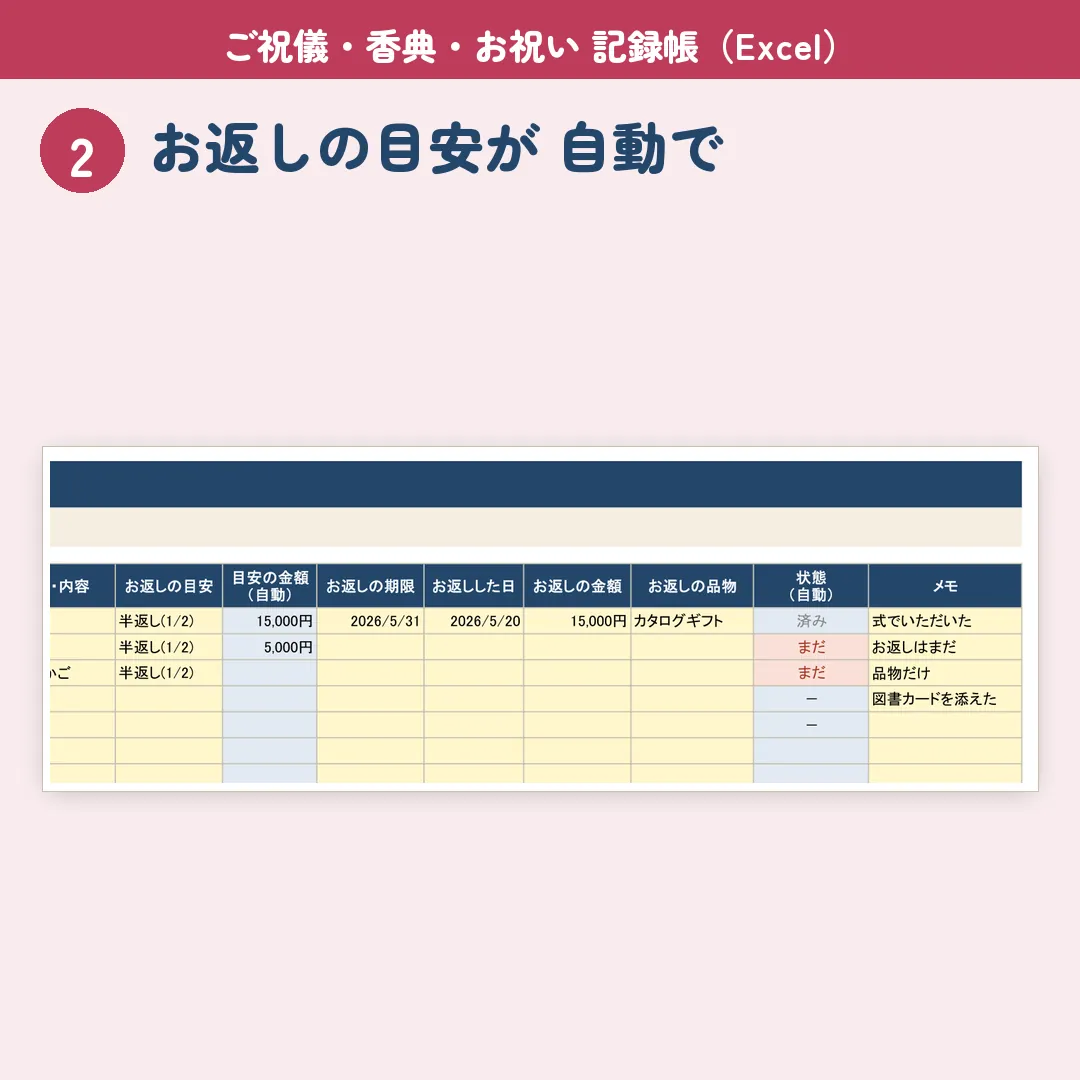 ご祝儀・香典・お祝い 記録帳（Excel）
2 お返しの目安が 自動で
・内容 お返しの目安 目安の金額（自動） お返しの期限 お返しした日 お返しの金額 お返しの品物 状態（自動） メモ
半返し(1/2) 15,000円 2026/5/31 2026/5/20 15,000円 カタログギフト 済み 式でいただいた
半返し(1/2) 5,000円 まだ お返しはまだ
かご 半返し(1/2) まだ 品物だけ
– 図書カードを添えた
–